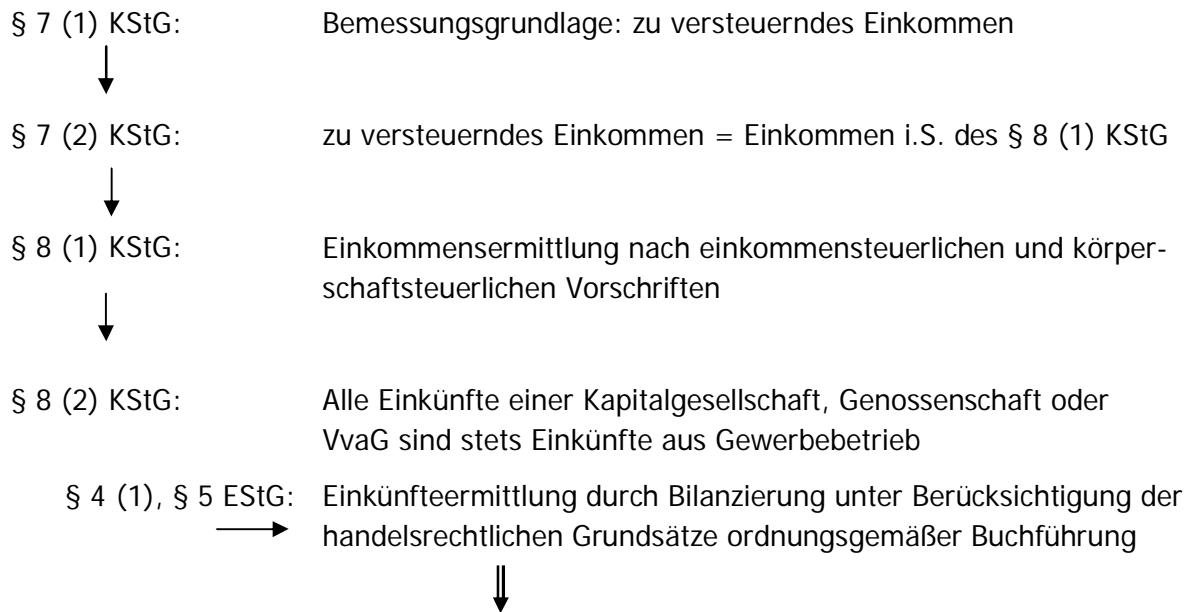 § 7 (1) KStG: Bemessungsgrundlage: zu versteuerndes Einkommen
§ 7 (2) KStG: zu versteuerndes Einkommen = Einkommen i.S. des § 8 (1) KStG
§ 8 (1) KStG: Einkommensermittlung nach einkommensteuerlichen und körper-
schaftsteuerlichen Vorschriften
§ 8 (2) KStG: Alle Einkünfte einer Kapitalgesellschaft, Genossenschaft oder
VvaG sind stets Einkünfte aus Gewerbebetrieb
§ 4 (1), § 5 EStG: Einkünfteermittlung durch Bilanzierung unter Berücksichtigung der
handelsrechtlichen Grundsätze ordnungsgemäßer Buchführung